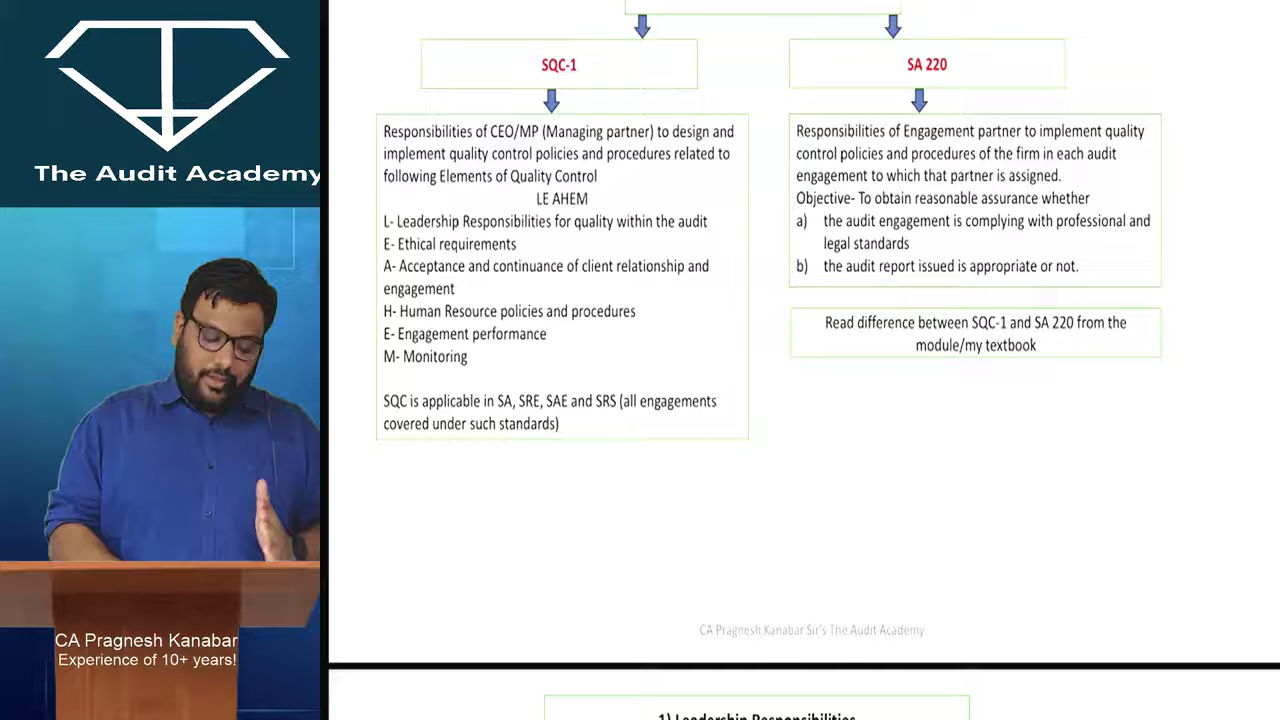 The Audit Academy
CA Pragnesh Kanabar
Experience of 10+ years!
SQC-1
Responsibilities of CEO/MP (Managing partner) to design and
implement quality control policies and procedures related to
following Elements of Quality Control
LE AHEM
L- Leadership Responsibilities for quality within the audit
E- Ethical requirements
A- Acceptance and continuance of client relationship and
engagement
H- Human Resource policies and procedures
E- Engagement performance
M- Monitoring
SQC is applicable in SA, SRE, SAE and SRS (all engagements
covered under such standards)
SA 220
Responsibilities of Engagement partner to implement quality
control policies and procedures of the firm in each audit
engagement to which that partner is assigned.
Objective- To obtain reasonable assurance whether
a) the audit engagement is complying with professional and
legal standards
b) the audit report issued is appropriate or not.
Read difference between SQC-1 and SA 220 from the
module/my textbook
CA Pragnesh Kanabar Sir's The Audit Academy
1) Leadership Responsibilities